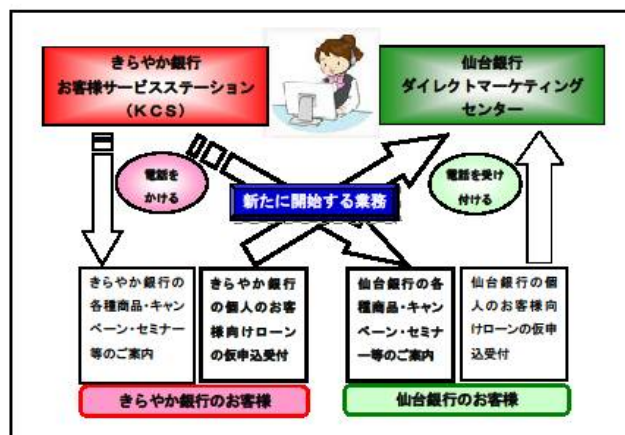 きらやか銀行
お客様サービスステーション
（ＫＣＳ）
仙台銀行
ダイレクトマーケティング
センター
電話を
かける
新たに開始する業務
電話を受け
付ける
きらやか銀行の
各種商品・キャン
ペーン・セミナー
等のご案内
きらやか銀行
の個人のお客
様向けローン
の仮申込受付
仙台銀行の各
種商品・キャン
ペーン・セミナ
ー等のご案内
仙台銀行の個
人のお客様向
けローンの仮申
込受付
きらやか銀行のお客様
仙台銀行のお客様